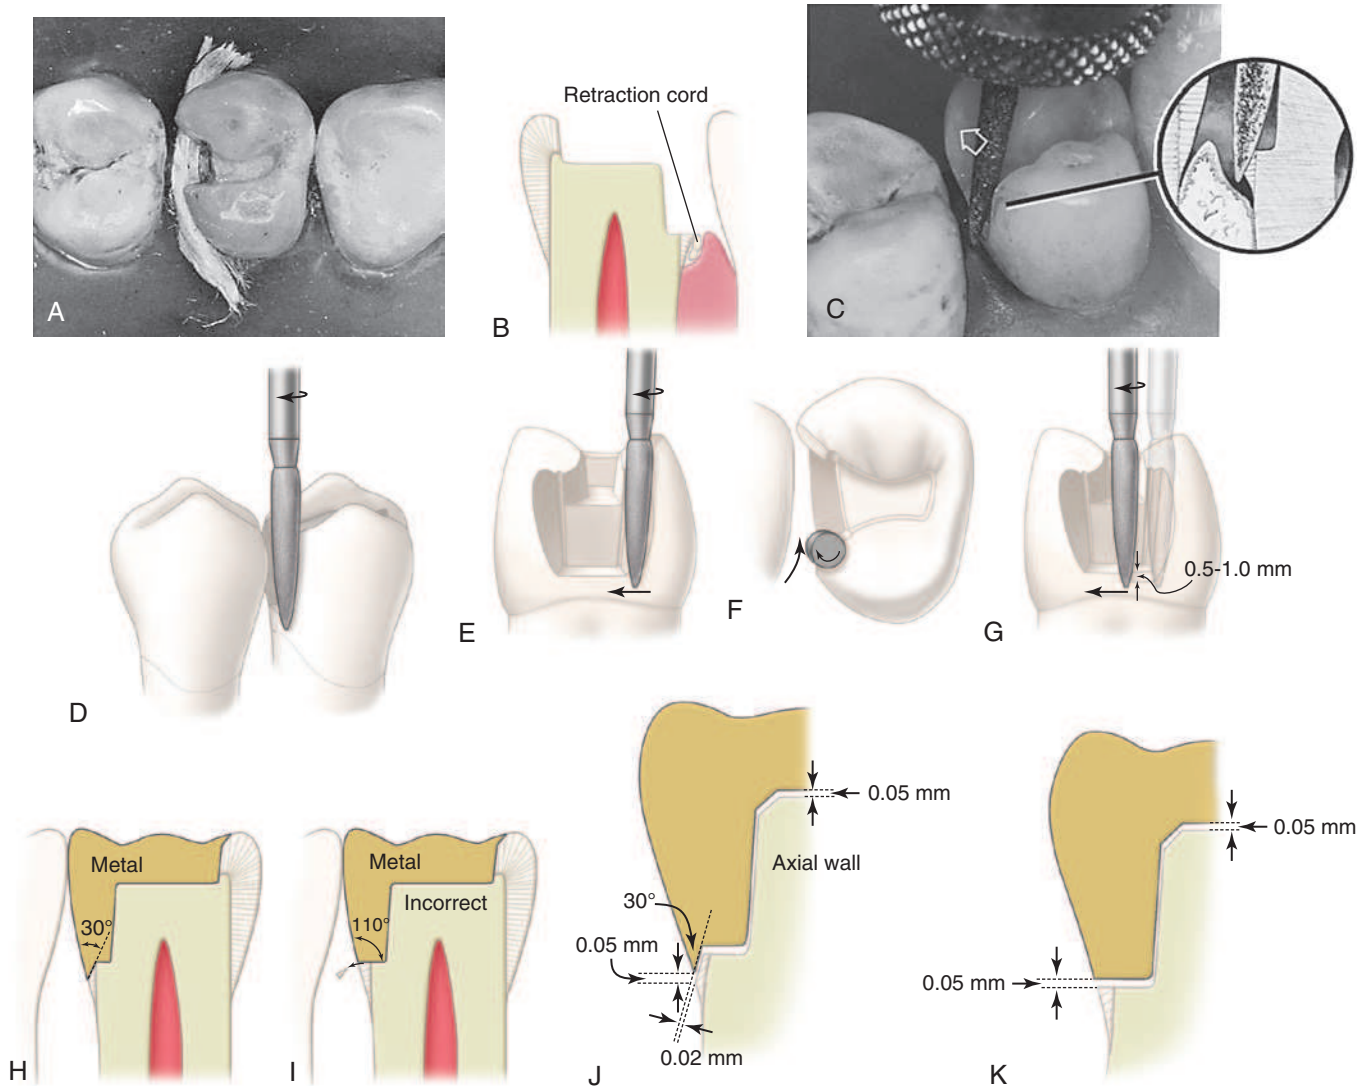 A
Retraction cord
B
C
D
E
F
0.5-1.0 mm
G
Metal
30°
H
Metal
Incorrect
110°
I
0.05 mm
Axial wall
30°
0.05 mm
0.02 mm
J
0.05 mm
0.05 mm
K